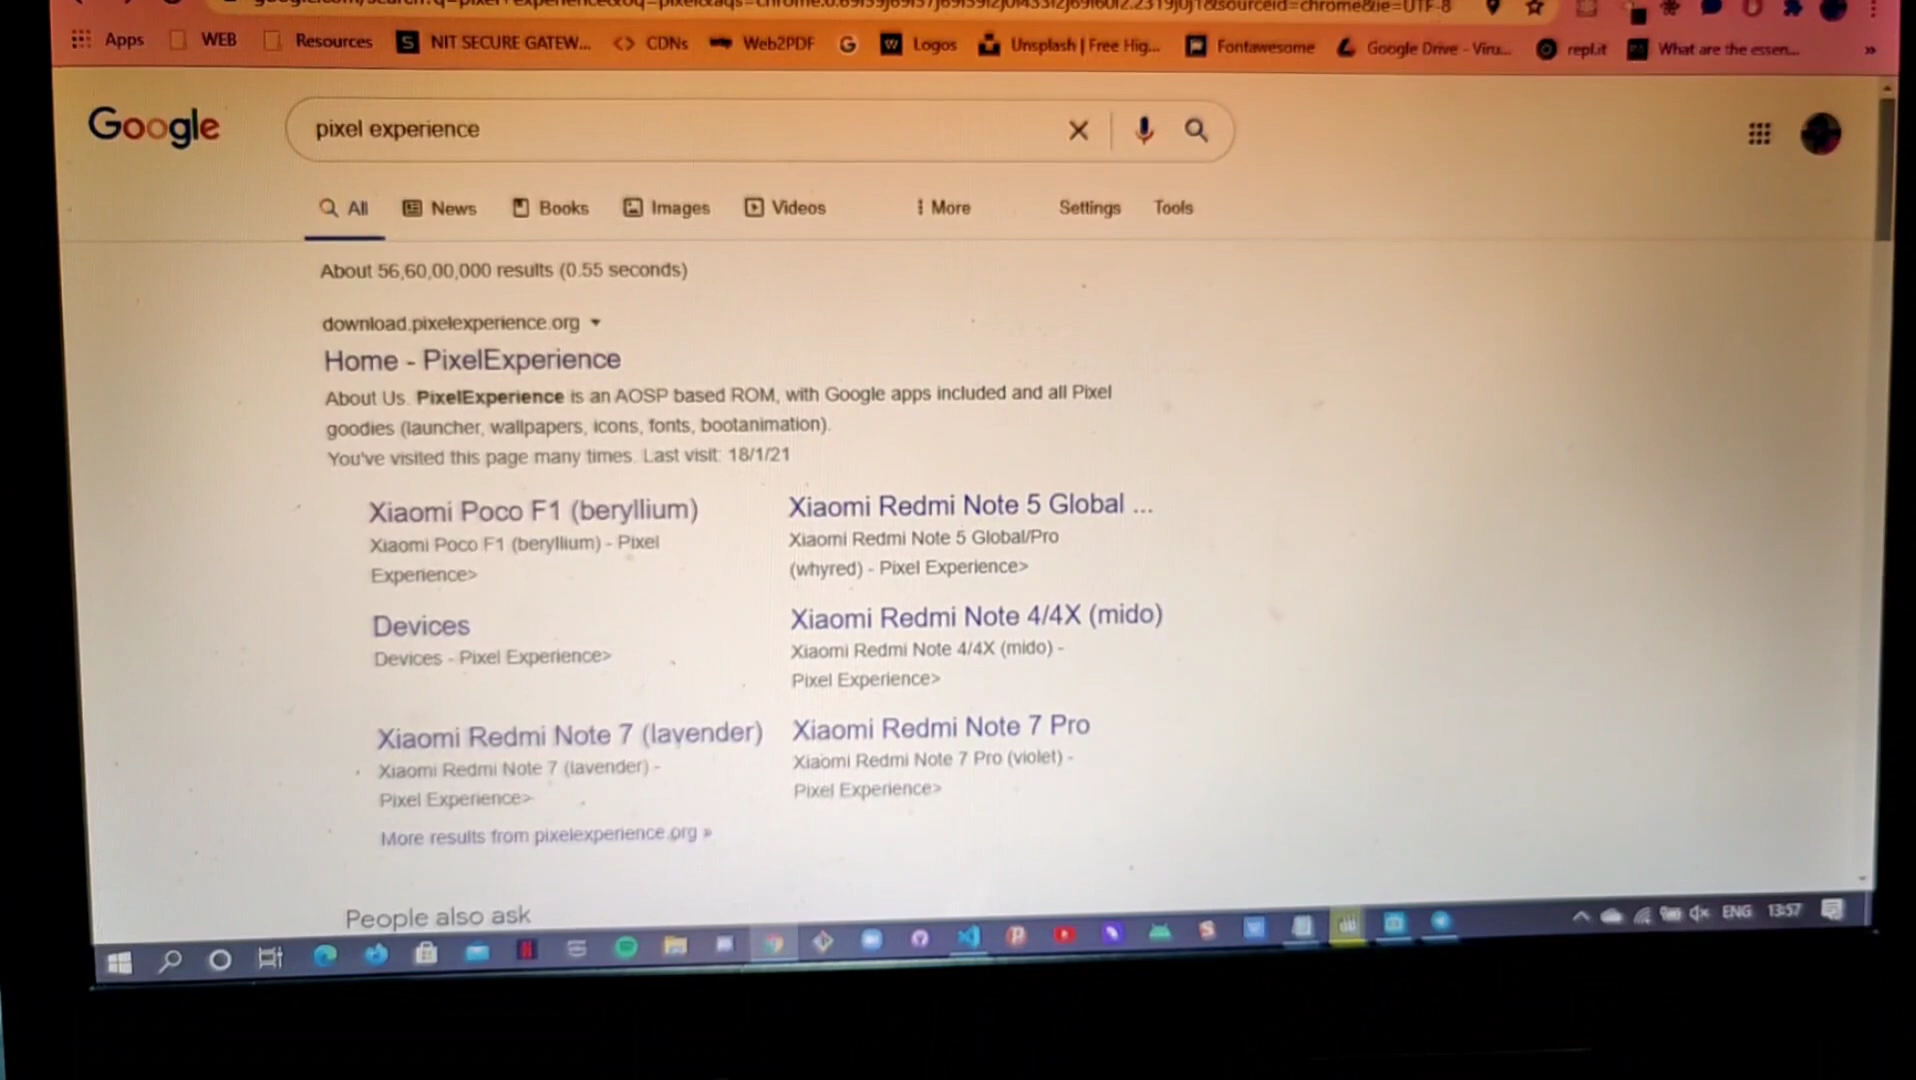 Apps WEB Resources NIT SECURE GATEW... <> CDNs Web2PDF Logos Unsplash | Free Hig... Fontawesome Google Drive - Viru... repl.it What are the essen... »
Google pixel experience
All News Books Images Videos More Settings Tools
About 56,60,00,000 results (0.55 seconds)
download.pixelexperience.org
Home - PixelExperience
About Us. PixelExperience is an AOSP based ROM, with Google apps included and all Pixel
goodies (launcher, wallpapers, icons, fonts, bootanimation).
You've visited this page many times. Last visit: 18/1/21
Xiaomi Poco F1 (beryllium)
Xiaomi Poco F1 (beryllium) - Pixel
Experience>
Xiaomi Redmi Note 5 Global ...
Xiaomi Redmi Note 5 Global/Pro
(whyred) - Pixel Experience>
Devices
Devices - Pixel Experience>
Xiaomi Redmi Note 4/4X (mido)
Xiaomi Redmi Note 4/4X (mido) -
Pixel Experience>
Xiaomi Redmi Note 7 (lavender)
Xiaomi Redmi Note 7 (lavender) -
Pixel Experience>
Xiaomi Redmi Note 7 Pro
Xiaomi Redmi Note 7 Pro (violet) -
Pixel Experience>
More results from pixelexperience.org »
People also ask
ENG 13:57